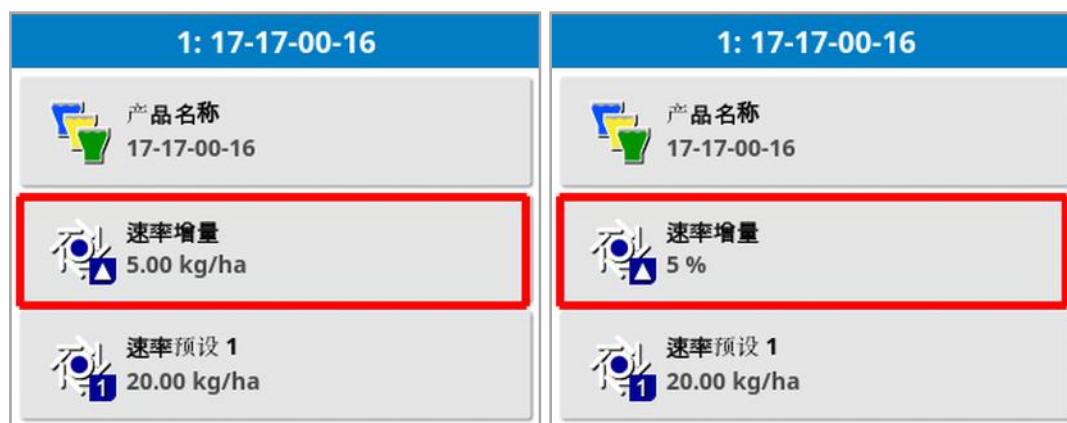 1: 17-17-00-16
产品名称
17-17-00-16
速率增量
5.00 kg/ha
速率预设 1
20.00 kg/ha
1: 17-17-00-16
产品名称
17-17-00-16
速率增量
5 %
速率预设 1
20.00 kg/ha